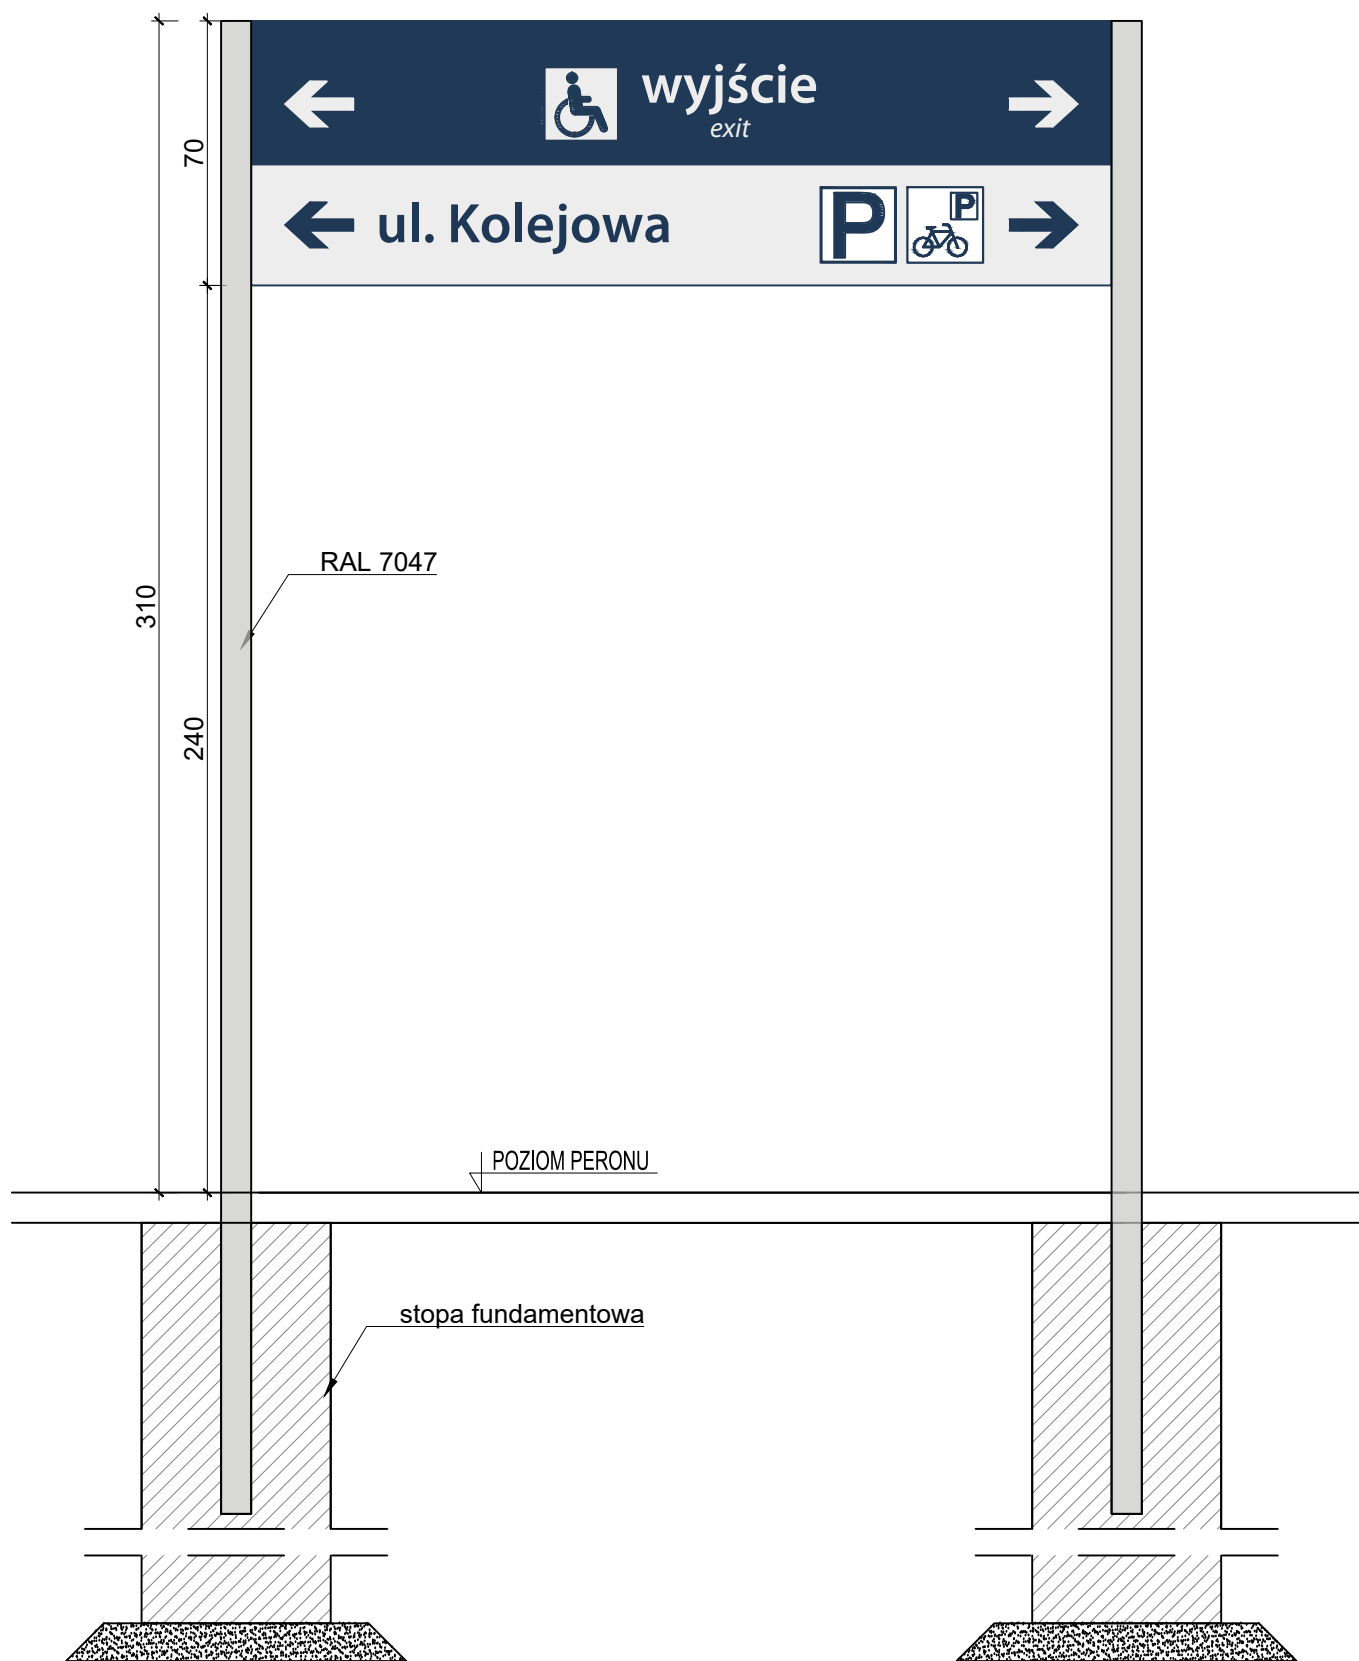 wyjście
exit
70
ul. Kolejowa
P
P
RAL 7047
310
240
POZIOM PERONU
stopa fundamentowa